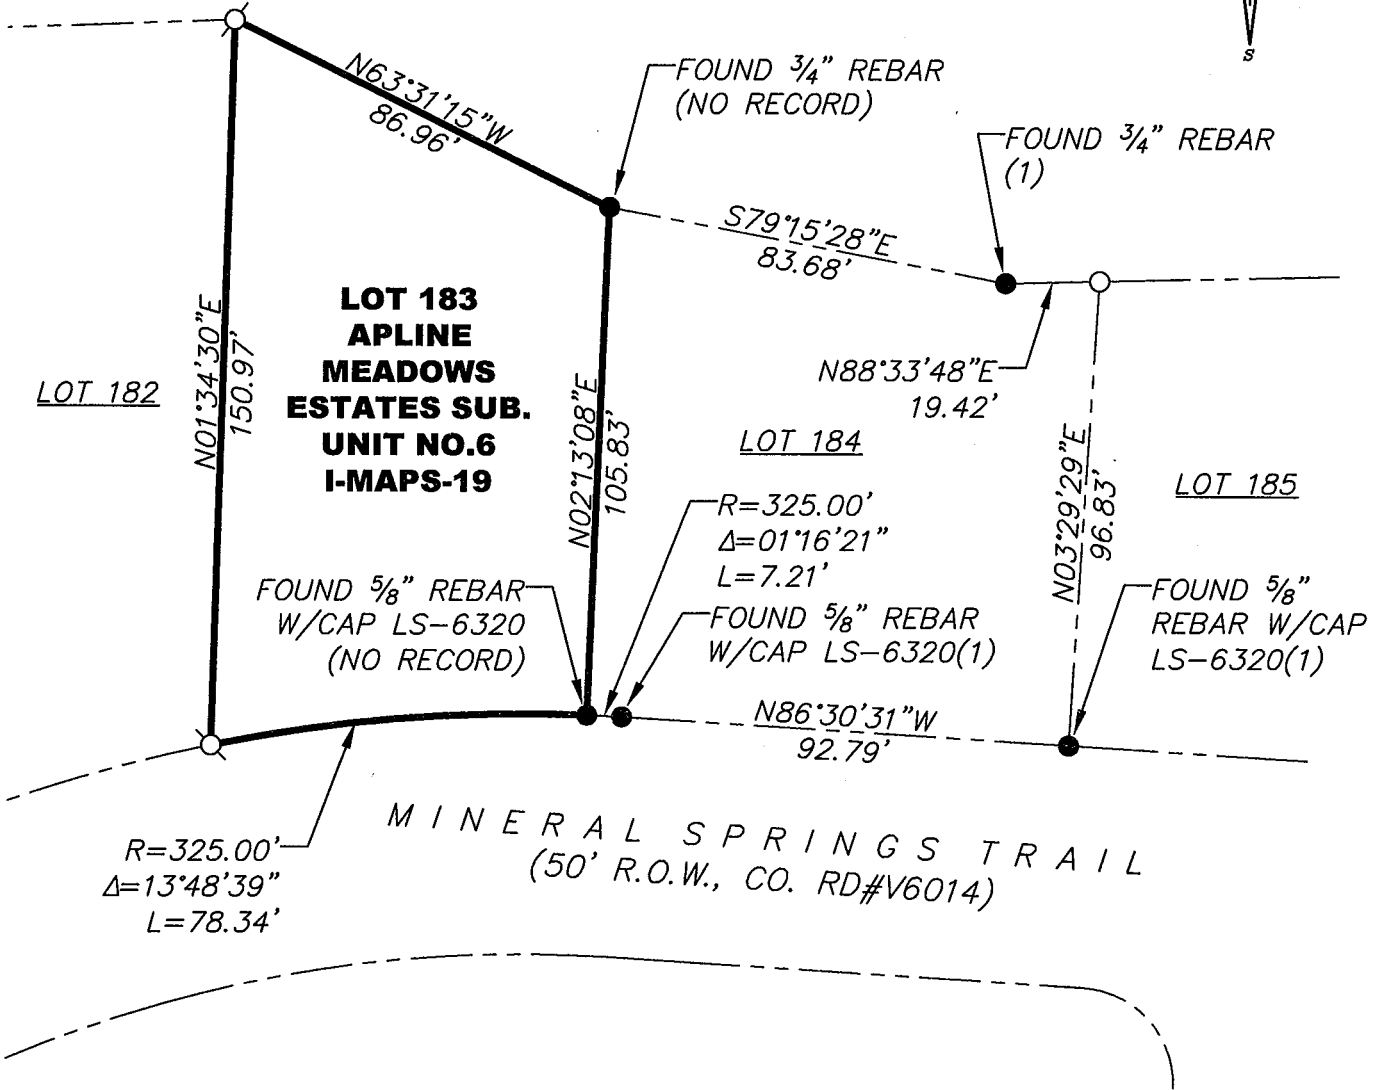 S
N63°31'15"W
86.96'
FOUND 3/4" REBAR
(NO RECORD)
FOUND 3/4" REBAR
(1)
S79°15'28"E
83.68'
LOT 183
APLINE
MEADOWS
ESTATES SUB.
UNIT NO.6
I-MAPS-19
N01°34'30"E
150.97'
LOT 182
N02°13'08"E
105.83'
N88°33'48"E
19.42'
LOT 184
N03°29'29"E
96.83'
LOT 185
R=325.00'
Δ=01°16'21"
L=7.21'
FOUND 5/8" REBAR
W/CAP LS-6320
(NO RECORD)
FOUND 5/8" REBAR
W/CAP LS-6320(1)
FOUND 5/8"
REBAR W/CAP
LS-6320(1)
N86°30'31"W
92.79'
MINERAL SPRINGS TRAIL
(50' R.O.W., CO. RD#V6014)
R=325.00'
Δ=13°48'39"
L=78.34'